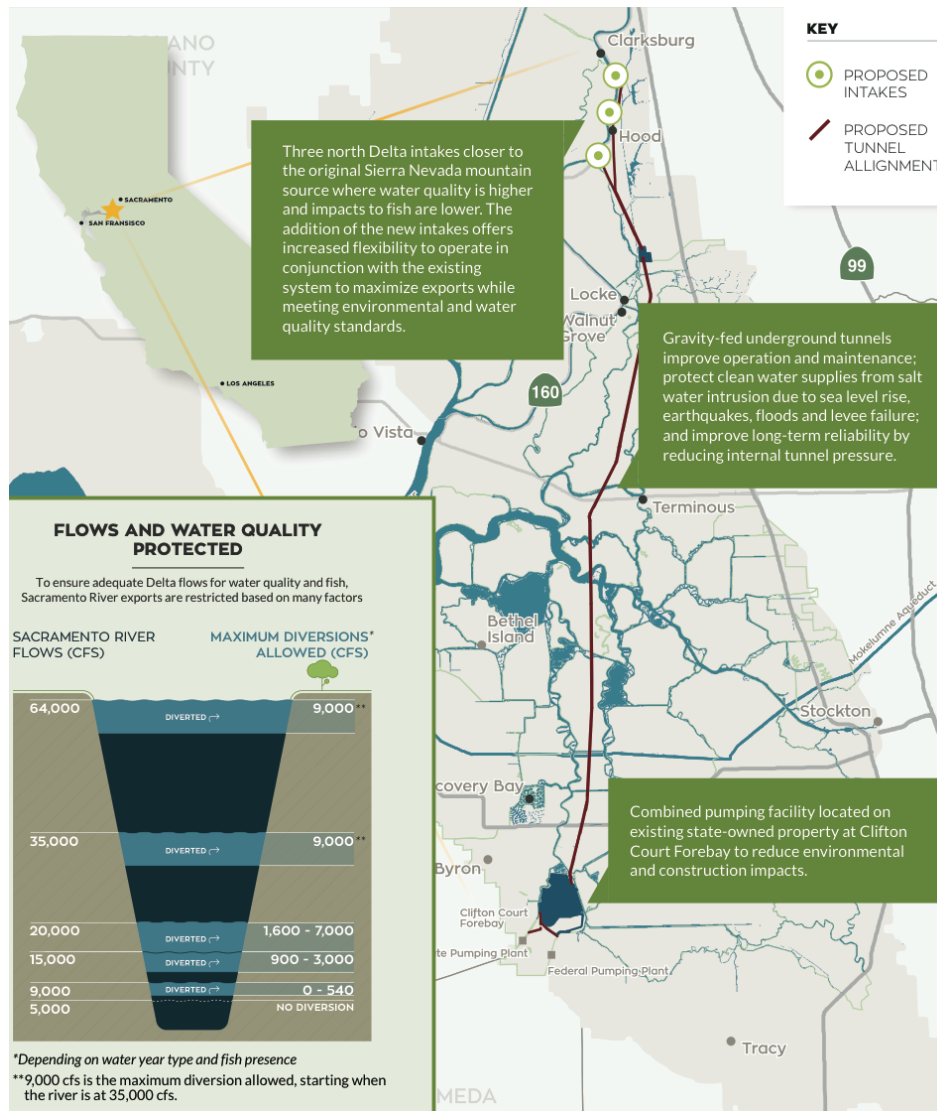 ANO
NTY
Clarksburg
Hood
KEY
PROPOSED
INTAKES
PROPOSED
TUNNEL
ALLIGNMENT
SACRAMENTO
SAN FRANSISCO
LOS ANGELES
Three north Delta intakes closer to
the original Sierra Nevada mountain
source where water quality is higher
and impacts to fish are lower. The
addition of the new intakes offers
increased flexibility to operate in
conjunction with the existing
system to maximize exports while
meeting environmental and water
quality standards.
99
Locke
Walnut
Grove
160
o Vista
Gravity-fed underground tunnels
improve operation and maintenance;
protect clean water supplies from salt
water intrusion due to sea level rise,
earthquakes, floods and levee failure;
and improve long-term reliability by
reducing internal tunnel pressure.
Terminous
Bethel
Island
Mokelumne Aqueduct
Stockton
covery Bay
Byron
Combined pumping facility located on
existing state-owned property at Clifton
Court Forebay to reduce environmental
and construction impacts.
Clifton Court
Forebay
te Pumping Plant
Federal Pumping Plant
Tracy
MEDA
FLOWS AND WATER QUALITY
PROTECTED
To ensure adequate Delta flows for water quality and fish,
Sacramento River exports are restricted based on many factors
SACRAMENTO RIVER
FLOWS (CFS)
MAXIMUM DIVERSIONS*
ALLOWED (CFS)
64,000 DIVERTED 9,000**
35,000 DIVERTED 9,000**
20,000 DIVERTED 1,600 - 7,000
15,000 DIVERTED 900 - 3,000
9,000 DIVERTED 0 - 540
5,000 NO DIVERSION
*Depending on water year type and fish presence
**9,000 cfs is the maximum diversion allowed, starting when
the river is at 35,000 cfs.